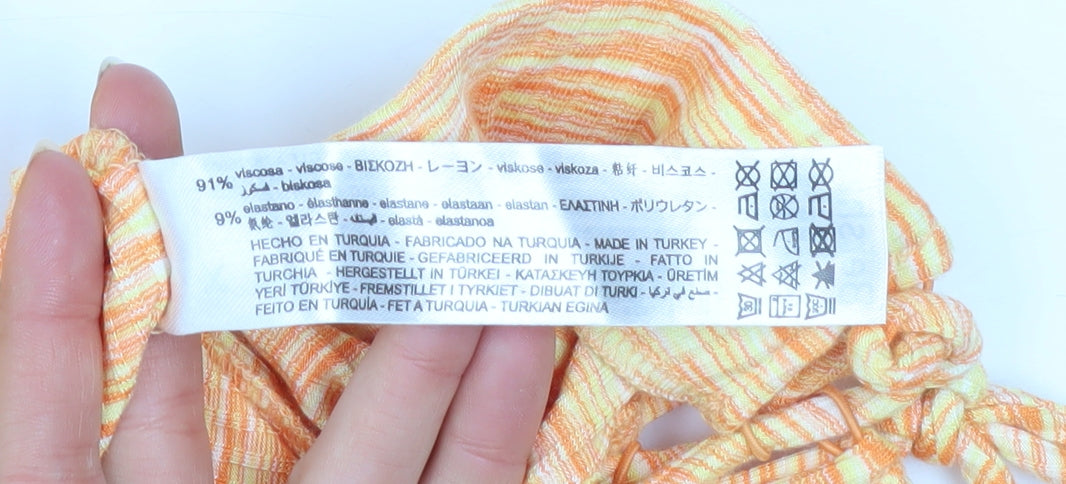 91% viscosa - viscose - ΒΙΣΚΟΖΗ - レーヨン - viskose - viskoza - 粘纤 - 비스코스 -
فسكوز - biskosa
9% elastano - élasthanne - elastane - elastaan - elastan - ΕΛΑΣΤΙΝΗ - ポリウレタン -
氨纶 - 엘라스탄 - elastā - elastanoa
HECHO EN TURQUIA - FABRICADO NA TURQUIA - MADE IN TURKEY -
FABRIQUÉ EN TURQUIE - GEFABRICEERD IN TURKIJE - FATTO IN
TURCHIA - HERGESTELLT IN TÜRKEI - ΚΑΤΑΣΚΕΥΗ ΤΟΥΡΚΙΑ - ÜRETİM
YERİ TÜRKİYE - FREMSTILLET I TYRKIET - DIBUAT DI TURKI - صنع في تركيا -
FEITO EN TURQUÍA - FET A TURQUIA - TURKIAN EGINA